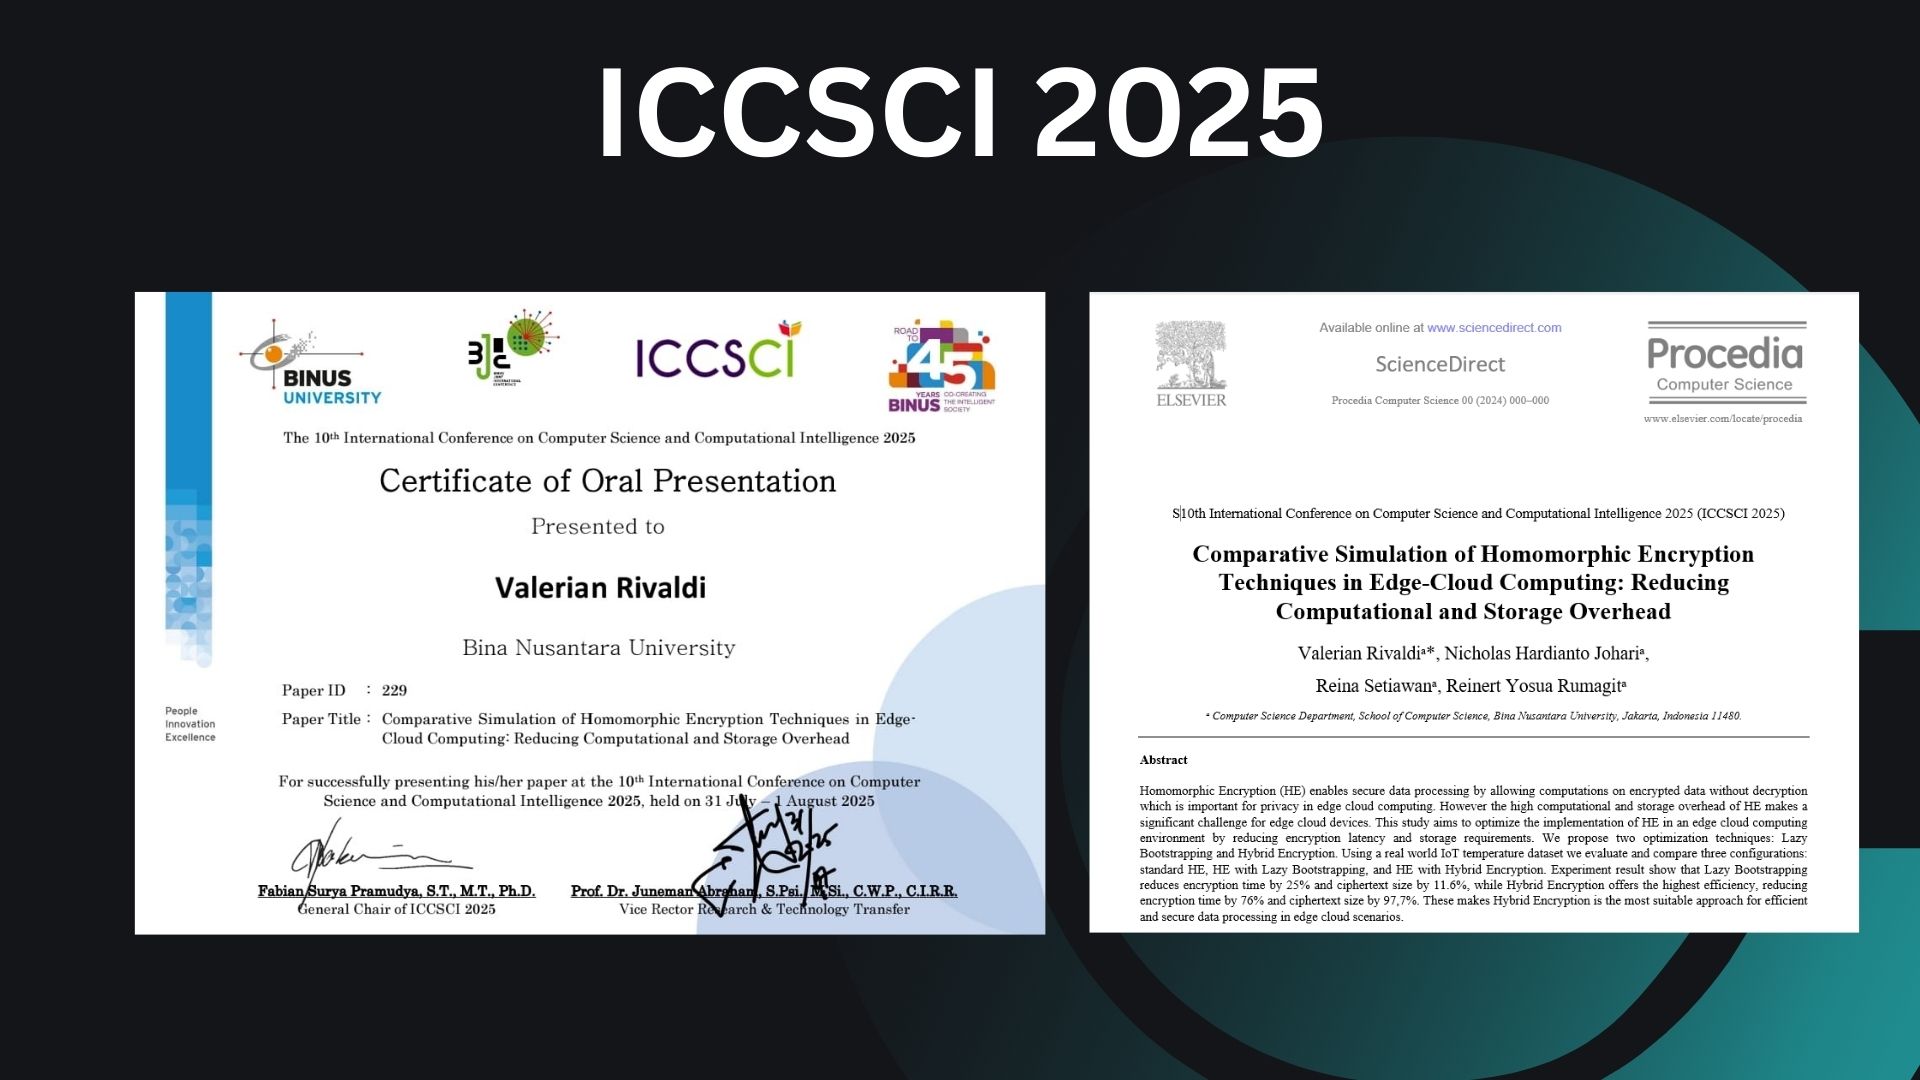 ICCSCI 2025
BINUS
UNIVERSITY
ICCSCI
ROAD
TO
45
YEARS
BINUS
CO-CREATING
THE INTELLIGENT
SOCIETY
The 10th International Conference on Computer Science and Computational Intelligence 2025
Certificate of Oral Presentation
Presented to
Valerian Rivaldi
Bina Nusantara University
Paper ID : 229
Paper Title : Comparative Simulation of Homomorphic Encryption Techniques in Edge-
Cloud Computing: Reducing Computational and Storage Overhead
For successfully presenting his/her paper at the 10th International Conference on Computer
Science and Computational Intelligence 2025, held on 31 July – 1 August 2025
Fabian Surya Pramudya, S.T., M.T., Ph.D.
General Chair of ICCSCI 2025
Prof. Dr. Juneman Abraham, S.Psi., M.Si., C.W.P., C.I.R.R.
Vice Rector Research & Technology Transfer
People
Innovation
Excellence
ELSEVIER
Available online at www.sciencedirect.com
ScienceDirect
Procedia Computer Science 00 (2024) 000–000
Procedia
Computer Science
www.elsevier.com/locate/procedia
S10th International Conference on Computer Science and Computational Intelligence 2025 (ICCSCI 2025)
Comparative Simulation of Homomorphic Encryption
Techniques in Edge-Cloud Computing: Reducing
Computational and Storage Overhead
Valerian Rivaldiª*, Nicholas Hardianto Johariª,
Reina Setiawanª, Reinert Yosua Rumagitª
ª Computer Science Department, School of Computer Science, Bina Nusantara University, Jakarta, Indonesia 11480.
Abstract
Homomorphic Encryption (HE) enables secure data processing by allowing computations on encrypted data without decryption
which is important for privacy in edge cloud computing. However the high computational and storage overhead of HE makes a
significant challenge for edge cloud devices. This study aims to optimize the implementation of HE in an edge cloud computing
environment by reducing encryption latency and storage requirements. We propose two optimization techniques: Lazy
Bootstrapping and Hybrid Encryption. Using a real world IoT temperature dataset we evaluate and compare three configurations:
standard HE, HE with Lazy Bootstrapping, and HE with Hybrid Encryption. Experiment result show that Lazy Bootstrapping
reduces encryption time by 25% and ciphertext size by 11.6%, while Hybrid Encryption offers the highest efficiency, reducing
encryption time by 76% and ciphertext size by 97,7%. These makes Hybrid Encryption is the most suitable approach for efficient
and secure data processing in edge cloud scenarios.